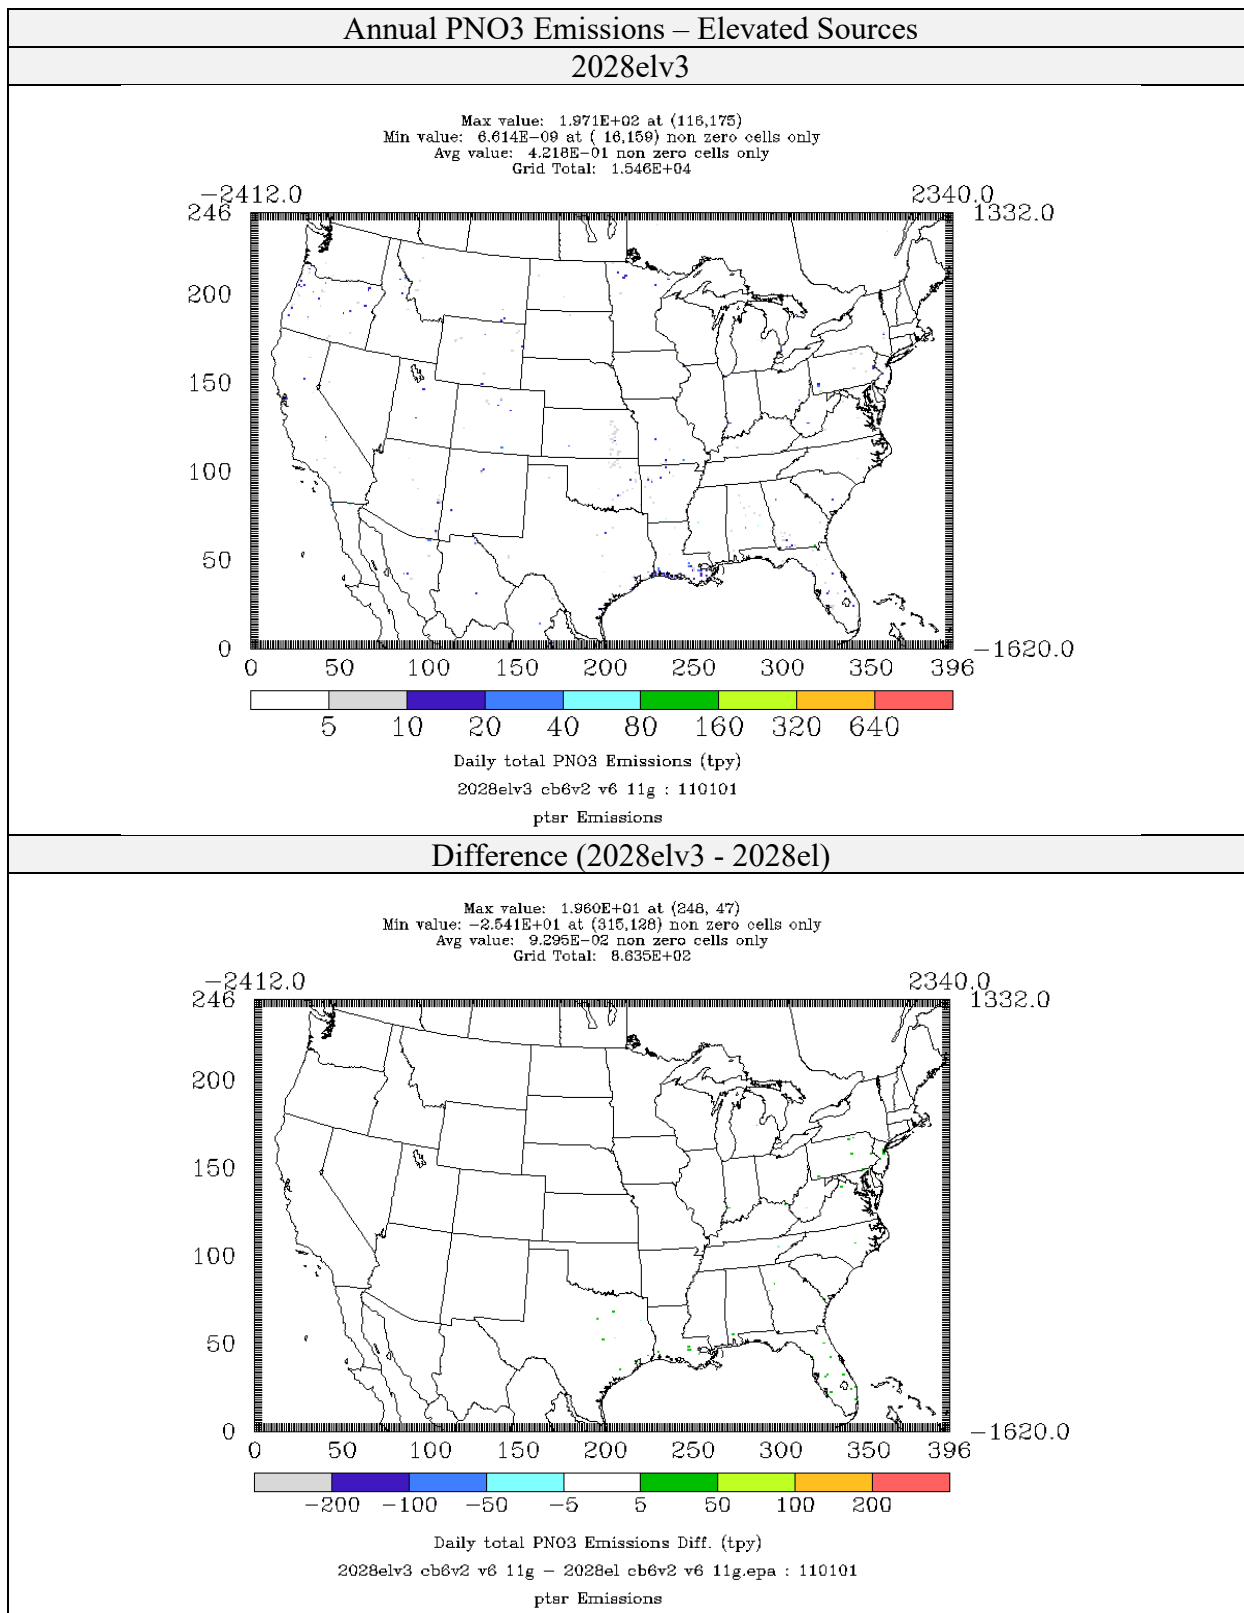 Annual PNO3 Emissions – Elevated Sources
2028elv3
Max value: 1.971E+02 at (116,175)
Min value: 6.614E-09 at ( 16,159) non zero cells only
Avg value: 4.218E-01 non zero cells only
Grid Total: 1.546E+04
-2412.0 2340.0
246 1332.0
200
150
100
50
0 -1620.0
0 50 100 150 200 250 300 350 396
5 10 20 40 80 160 320 640
Daily total PNO3 Emissions (tpy)
2028elv3 cb6v2 v6 11g : 110101
ptsr Emissions
Difference (2028elv3 - 2028el)
Max value: 1.960E+01 at (248, 47)
Min value: -2.541E+01 at (315,128) non zero cells only
Avg value: 9.295E-02 non zero cells only
Grid Total: 8.635E+02
-2412.0 2340.0
246 1332.0
200
150
100
50
0 -1620.0
0 50 100 150 200 250 300 350 396
-200 -100 -50 -5 5 50 100 200
Daily total PNO3 Emissions Diff. (tpy)
2028elv3 cb6v2 v6 11g - 2028el cb6v2 v6 11g.epa : 110101
ptsr Emissions